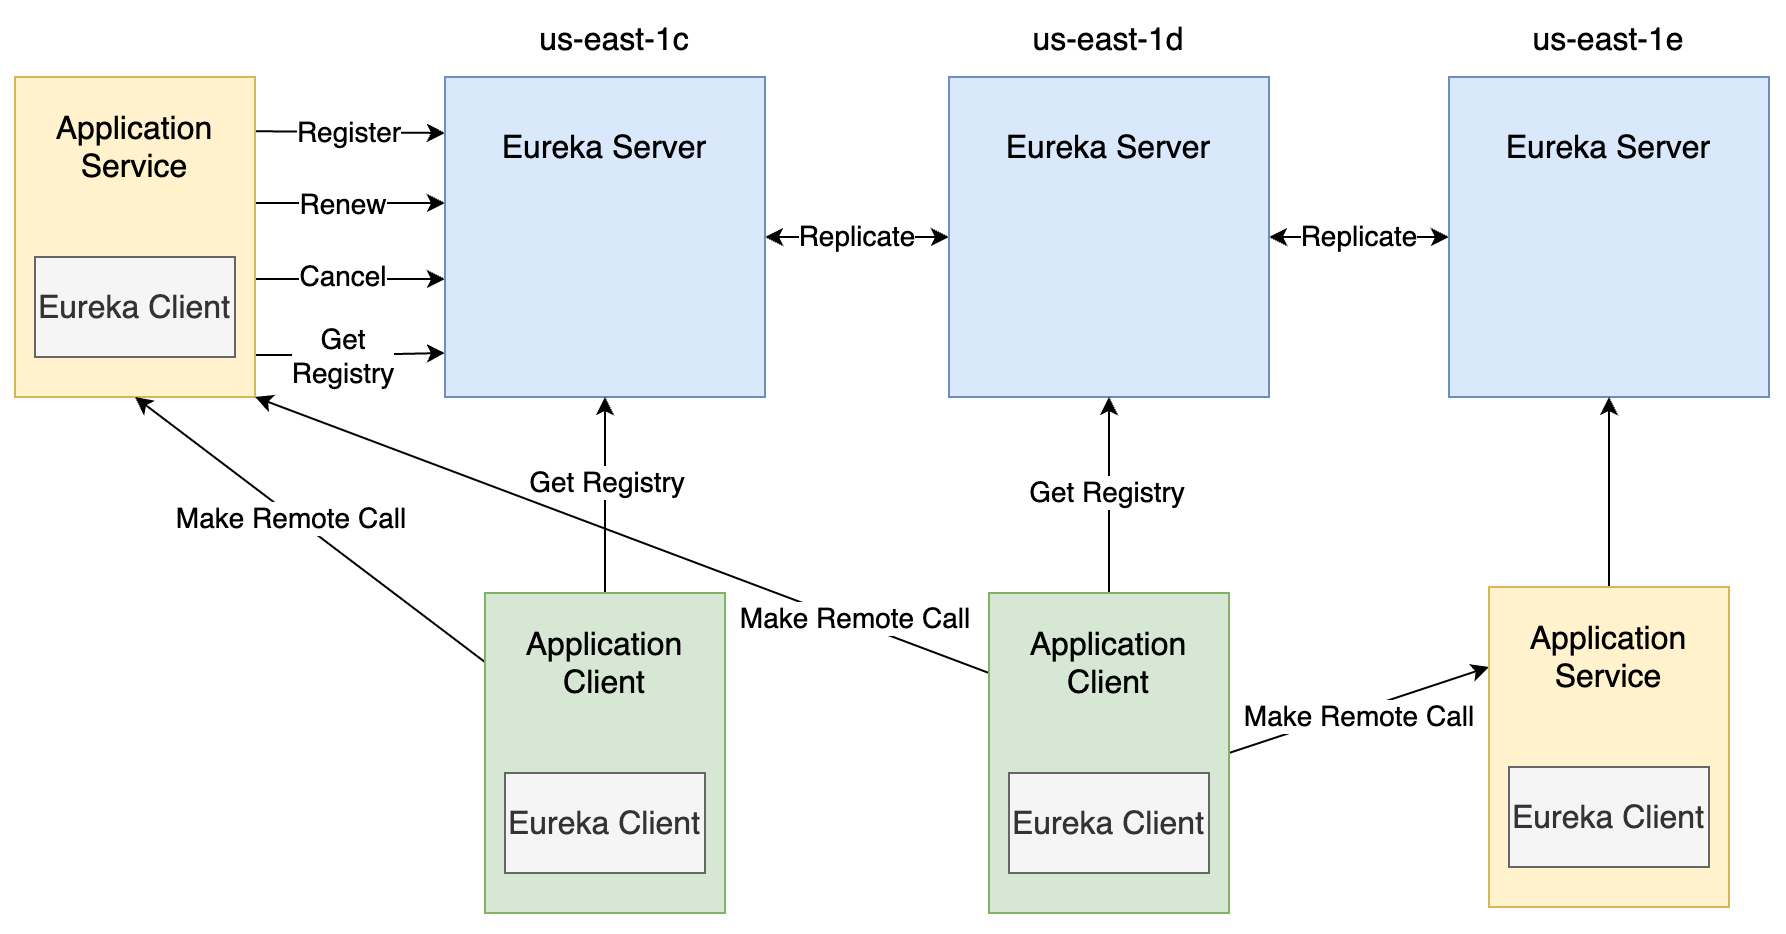 us-east-1c
us-east-1d
us-east-1e
Application
Service
Eureka Client
Register
Renew
Cancel
Get
Registry
Eureka Server
Replicate
Eureka Server
Replicate
Eureka Server
Make Remote Call
Get Registry
Make Remote Call
Get Registry
Make Remote Call
Application
Client
Eureka Client
Application
Client
Eureka Client
Application
Service
Eureka Client